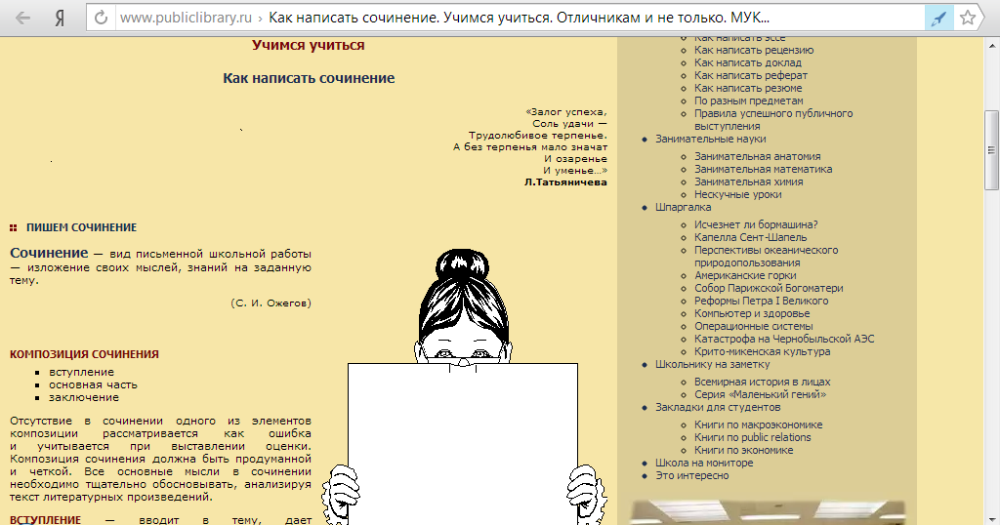 Я
www.publiclibrary.ru › Как написать сочинение. Учимся учиться. Отличникам и не только. МУК...
Учимся учиться
Как написать сочинение
«Залог успеха,
Соль удачи —
Трудолюбивое терпенье.
А без терпенья мало значат
И озаренье
И уменье...»
Л.Татьяничева
ПИШЕМ СОЧИНЕНИЕ
Сочинение — вид письменной школьной работы
— изложение своих мыслей, знаний на заданную
тему.
(С. И. Ожегов)
КОМПОЗИЦИЯ СОЧИНЕНИЯ
вступление
основная часть
заключение
Отсутствие в сочинении одного из элементов
композиции рассматривается как ошибка
и учитывается при выставлении оценки.
Композиция сочинения должна быть продуманной
и четкой. Все основные мысли в сочинении
необходимо тщательно обосновывать, анализируя
текст литературных произведений.
ВСТУПЛЕНИЕ — вводит в тему, дает
Как написать эссе
Как написать рецензию
Как написать доклад
Как написать реферат
Как написать резюме
По разным предметам
Правила успешного публичного
выступления
Занимательные науки
Занимательная анатомия
Занимательная математика
Занимательная химия
Нескучные уроки
Шпаргалка
Исчезнет ли бормашина?
Капелла Сент-Шапель
Перспективы океанического
природопользования
Американские горки
Собор Парижской Богоматери
Реформы Петра I Великого
Компьютер и здоровье
Операционные системы
Катастрофа на Чернобыльской АЭС
Крито-микенская культура
Школьнику на заметку
Всемирная история в лицах
Серия «Маленький гений»
Закладки для студентов
Книги по макроэкономике
Книги по public relations
Книги по экономике
Школа на мониторе
Это интересно